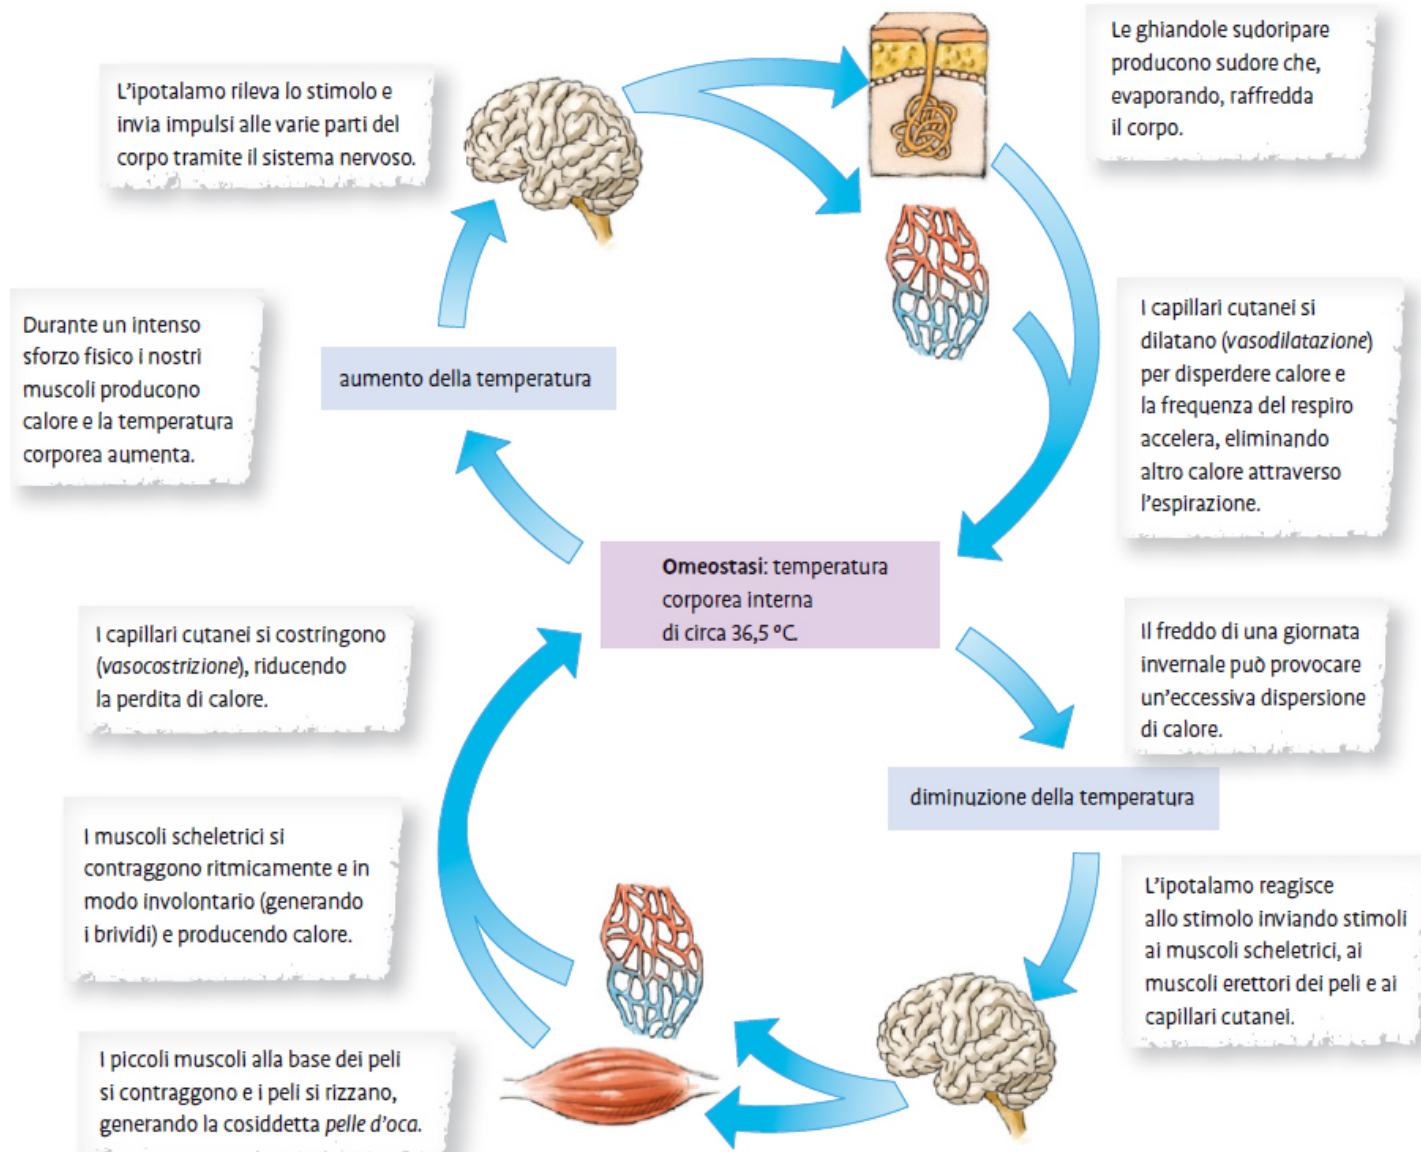 L'ipotalamo rileva lo stimolo e
invia impulsi alle varie parti del
corpo tramite il sistema nervoso.
Le ghiandole sudoripare
producono sudore che,
evaporando, raffredda
il corpo.
Durante un intenso
sforzo fisico i nostri
muscoli producono
calore e la temperatura
corporea aumenta.
aumento della temperatura
I capillari cutanei si
dilatano (vasodilatazione)
per disperdere calore e
la frequenza del respiro
accelera, eliminando
altro calore attraverso
l'espirazione.
Omeostasi: temperatura
corporea interna
di circa 36,5 °C
I capillari cutanei si costringono
(vasocostrizione), riducendo
la perdita di calore.
Il freddo di una giornata
invernale può provocare
un'eccessiva dispersione
di calore.
diminuzione della temperatura
I muscoli scheletrici si
contraggono ritmicamente e in
modo involontario (generando
i brividi) e producendo calore.
L'ipotalamo reagisce
allo stimolo inviando stimoli
ai muscoli scheletrici, ai
muscoli erettori dei peli e ai
capillari cutanei.
I piccoli muscoli alla base dei peli
si contraggono e i peli si rizzano,
generando la cosiddetta pelle d'oca.